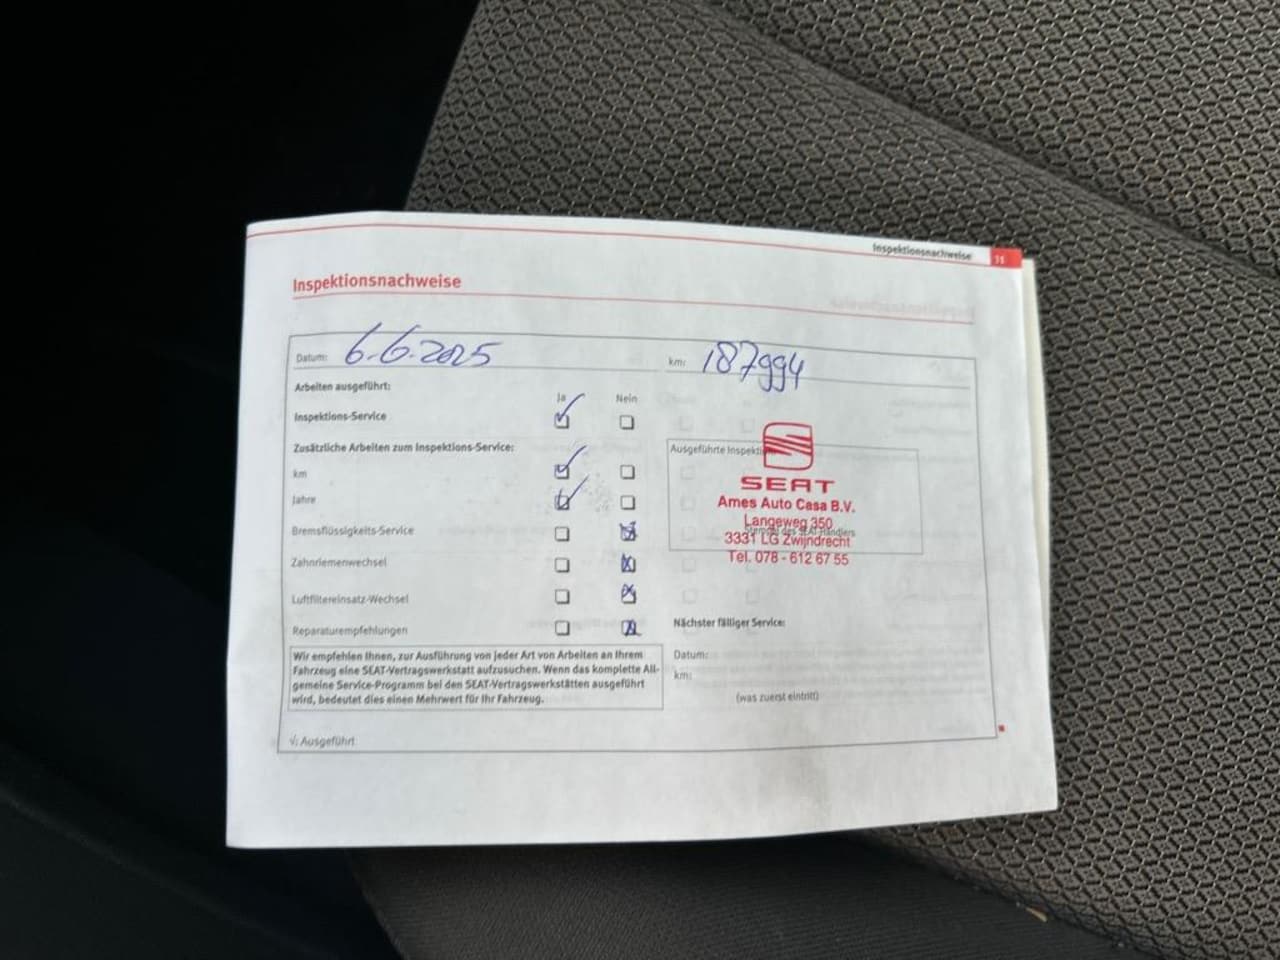 Inspektionsnachweise 11
Inspektionsnachweise
Datum: 6.6.2025 km: 187994
Arbeiten ausgeführt:
Ja Nein
Inspektions-Service
Zusätzliche Arbeiten zum Inspektions-Service:
km
Jahre
Bremsflüssigkeits-Service
Zahnriemenwechsel
Luftfiltereinsatz-Wechsel
Reparaturempfehlungen
Wir empfehlen Ihnen, zur Ausführung von jeder Art von Arbeiten an Ihrem
Fahrzeug eine SEAT-Vertragswerkstatt aufzusuchen. Wenn das komplette All-
gemeine Service-Programm bei den SEAT-Vertragswerkstätten ausgeführt
wird, bedeutet dies einen Mehrwert für Ihr Fahrzeug.
√: Ausgeführt
Ausgeführte
SEAT
Ames Auto Casa B.V.
Langeweg 350
Stempel des SEAT-Händlers
3331 LG Zwijndrecht
Tel. 078 - 612 67 55
Nächster fälliger Service:
Datum:
km:
(was zuerst eintritt)